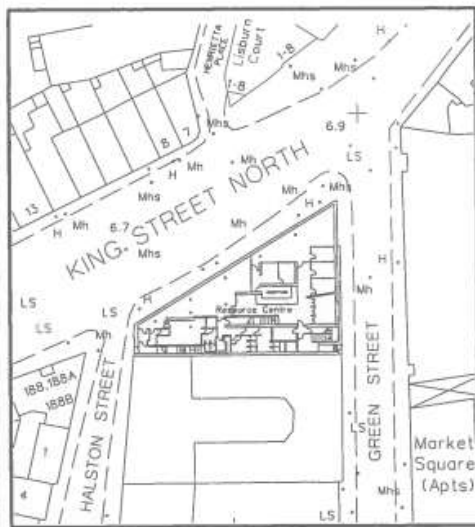 HENRIETTA
PLACE
Lisburn
Court
1-8
1-8
H
Mhs
Mhs
6.9
LS
7
8
Mhs
Mh
H
Mhs
13
H
Mh
6.7
Mhs
KING STREET NORTH
Mh
H
Mhs
H
H
Mh
LS
LS
Mh
Resource Centre
188, 188A
188B
1
4
HALSTON STREET
GREEN STREET
LS
Market
Square
(Apts)
Mhs
LS